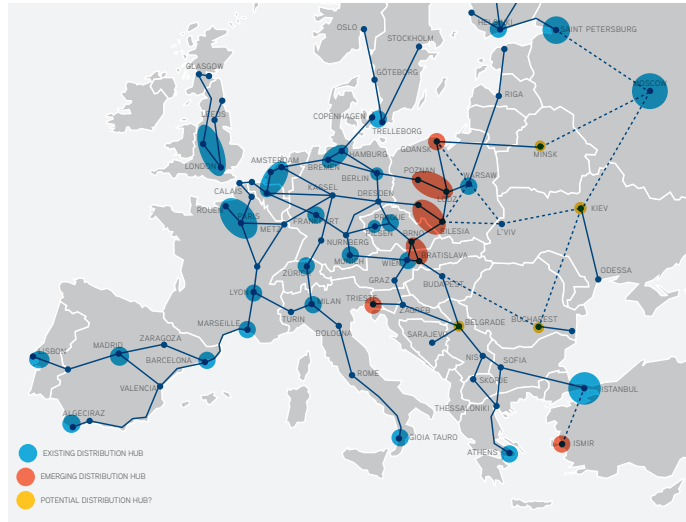 HELSINKI
SAINT PETERSBURG
OSLO
STOCKHOLM
GLASGOW
GÖTEBORG
MOSCOW
RIGA
LEEDS
COPENHAGEN
TRELLEBORG
GDANSK
MINSK
HAMBURG
AMSTERDAM
BREMEN
LONDON
BERLIN
POZNAN
WARSAW
CALAIS
KASSEL
DRESDEN
LODZ
ROUEN
PARIS
FRANKFURT
PRAGUE
KIEV
METZ
PILSEN
BRNO
SILESIA
L'VIV
NURNBERG
MUNICH
WIEN
BRATISLAVA
ZURICH
ODESSA
GRAZ
BUDAPEST
LYON
MILAN
TRIESTE
ZAGREB
TURIN
MARSEILLE
BOLOGNA
SARAJEVO
BELGRADE
BUCHAREST
LISBON
MADRID
ZARAGOZA
BARCELONA
NIS
SOFIA
ROME
SKOPJE
VALENCIA
ISTANBUL
THESSALONIKI
ALGECIRAZ
GIOIA TAURO
ISMIR
ATHENS
EXISTING DISTRIBUTION HUB
EMERGING DISTRIBUTION HUB
POTENTIAL DISTRIBUTION HUB?